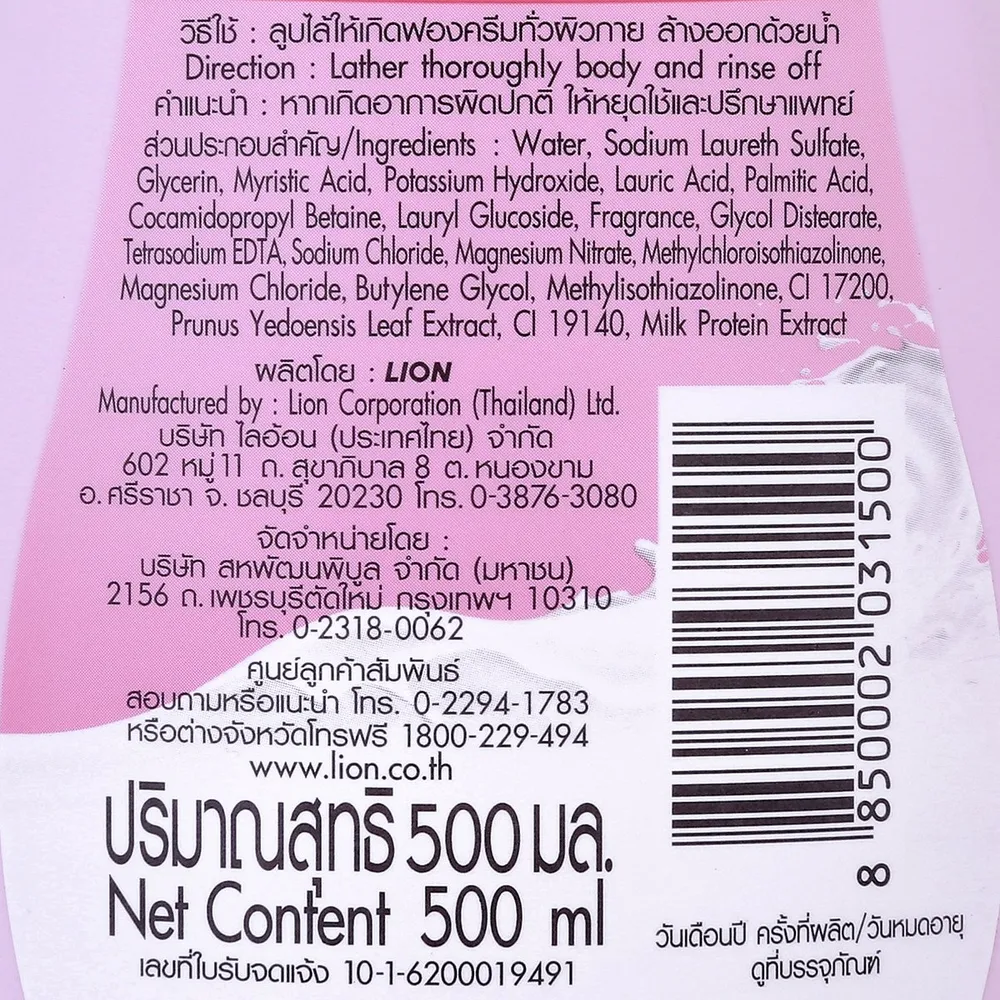 วิธีใช้ : ลูบไล้ให้เกิดฟองครีมทั่วผิวกาย ล้างออกด้วยน้ำ
Direction : Lather thoroughly body and rinse off
คำแนะนำ : หากเกิดอาการผิดปกติ ให้หยุดใช้และปรึกษาแพทย์
ส่วนประกอบสำคัญ/Ingredients : Water, Sodium Laureth Sulfate,
Glycerin, Myristic Acid, Potassium Hydroxide, Lauric Acid, Palmitic Acid,
Cocamidopropyl Betaine, Lauryl Glucoside, Fragrance, Glycol Distearate,
Tetrasodium EDTA, Sodium Chloride, Magnesium Nitrate, Methylchloroisothiazolinone,
Magnesium Chloride, Butylene Glycol, Methylisothiazolinone, CI 17200,
Prunus Yedoensis Leaf Extract, CI 19140, Milk Protein Extract
ผลิตโดย : LION
Manufactured by : Lion Corporation (Thailand) Ltd.
บริษัท ไลอ้อน (ประเทศไทย) จำกัด
602 หมู่ 11 ถ. สุขาภิบาล 8 ต. หนองขาม
อ. ศรีราชา จ. ชลบุรี 20230 โทร. 0-3876-3080
จัดจำหน่ายโดย :
บริษัท สหพัฒนพิบูล จำกัด (มหาชน)
2156 ถ. เพชรบุรีตัดใหม่ กรุงเทพฯ 10310
โทร. 0-2318-0062
ศูนย์ลูกค้าสัมพันธ์
สอบถามหรือแนะนำ โทร. 0-2294-1783
หรือต่างจังหวัดโทรฟรี 1800-229-494
www.lion.co.th
ปริมาณสุทธิ 500 มล.
Net Content 500 ml
เลขที่ใบรับจดแจ้ง 10-1-6200019491
8 850002 031500
วันเดือนปี ครั้งที่ผลิต/วันหมดอายุ
ดูที่บรรจุภัณฑ์